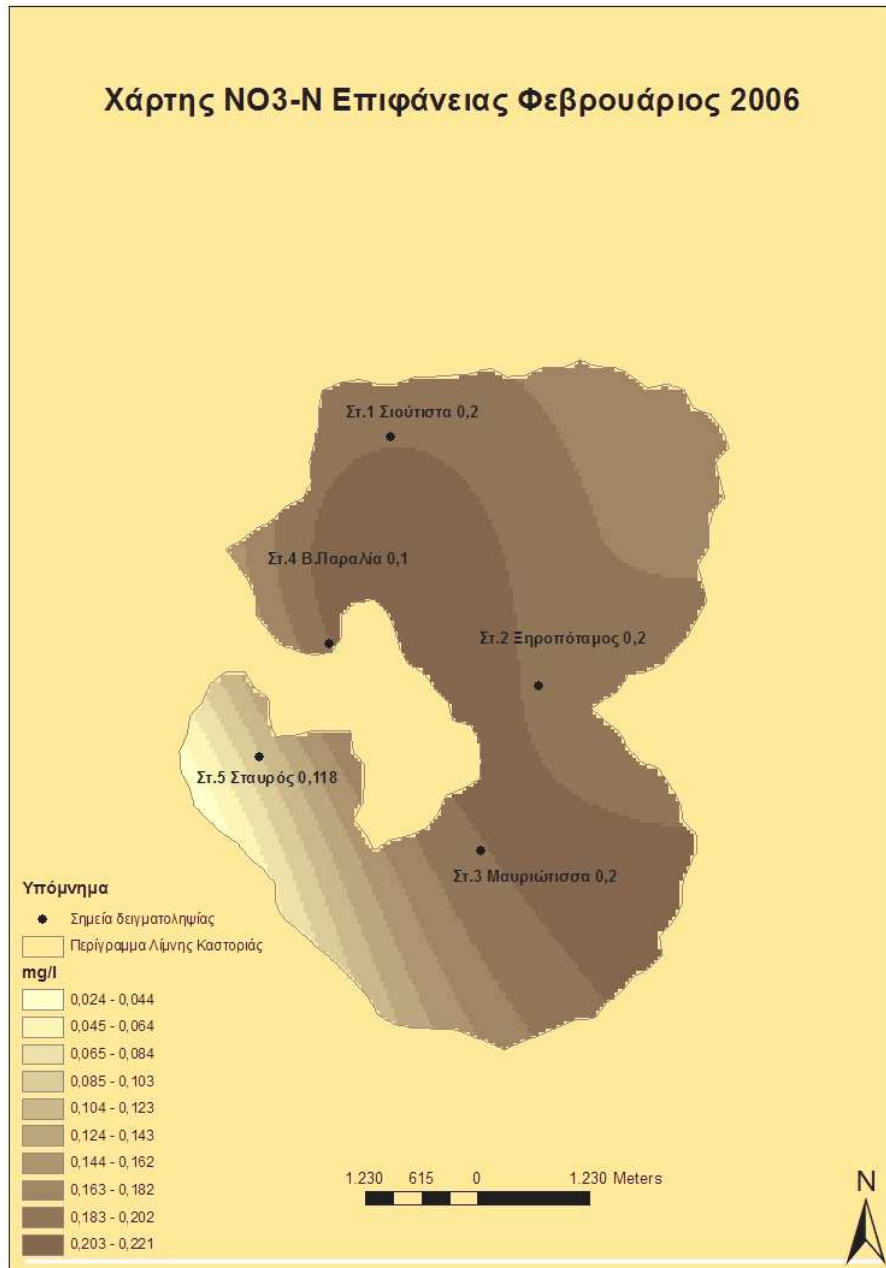 Χάρτης NO3-N Επιφάνειας Φεβρουάριος 2006
Στ.1 Σιούτιστα 0,2
Στ.4 Β.Παραλία 0,1
Στ.2 Ξηροπόταμος 0,2
Στ.5 Σταυρός 0,118
Στ.3 Μαυριώτισσα 0,2
Υπόμνημα
Σημεία δειγματοληψίας
Περίγραμμα Λίμνης Καστοριάς
mg/l
0,024 - 0,044
0,045 - 0,064
0,065 - 0,084
0,085 - 0,103
0,104 - 0,123
0,124 - 0,143
0,144 - 0,162
0,163 - 0,182
0,183 - 0,202
0,203 - 0,221
1.230 615 0 1.230 Meters
N